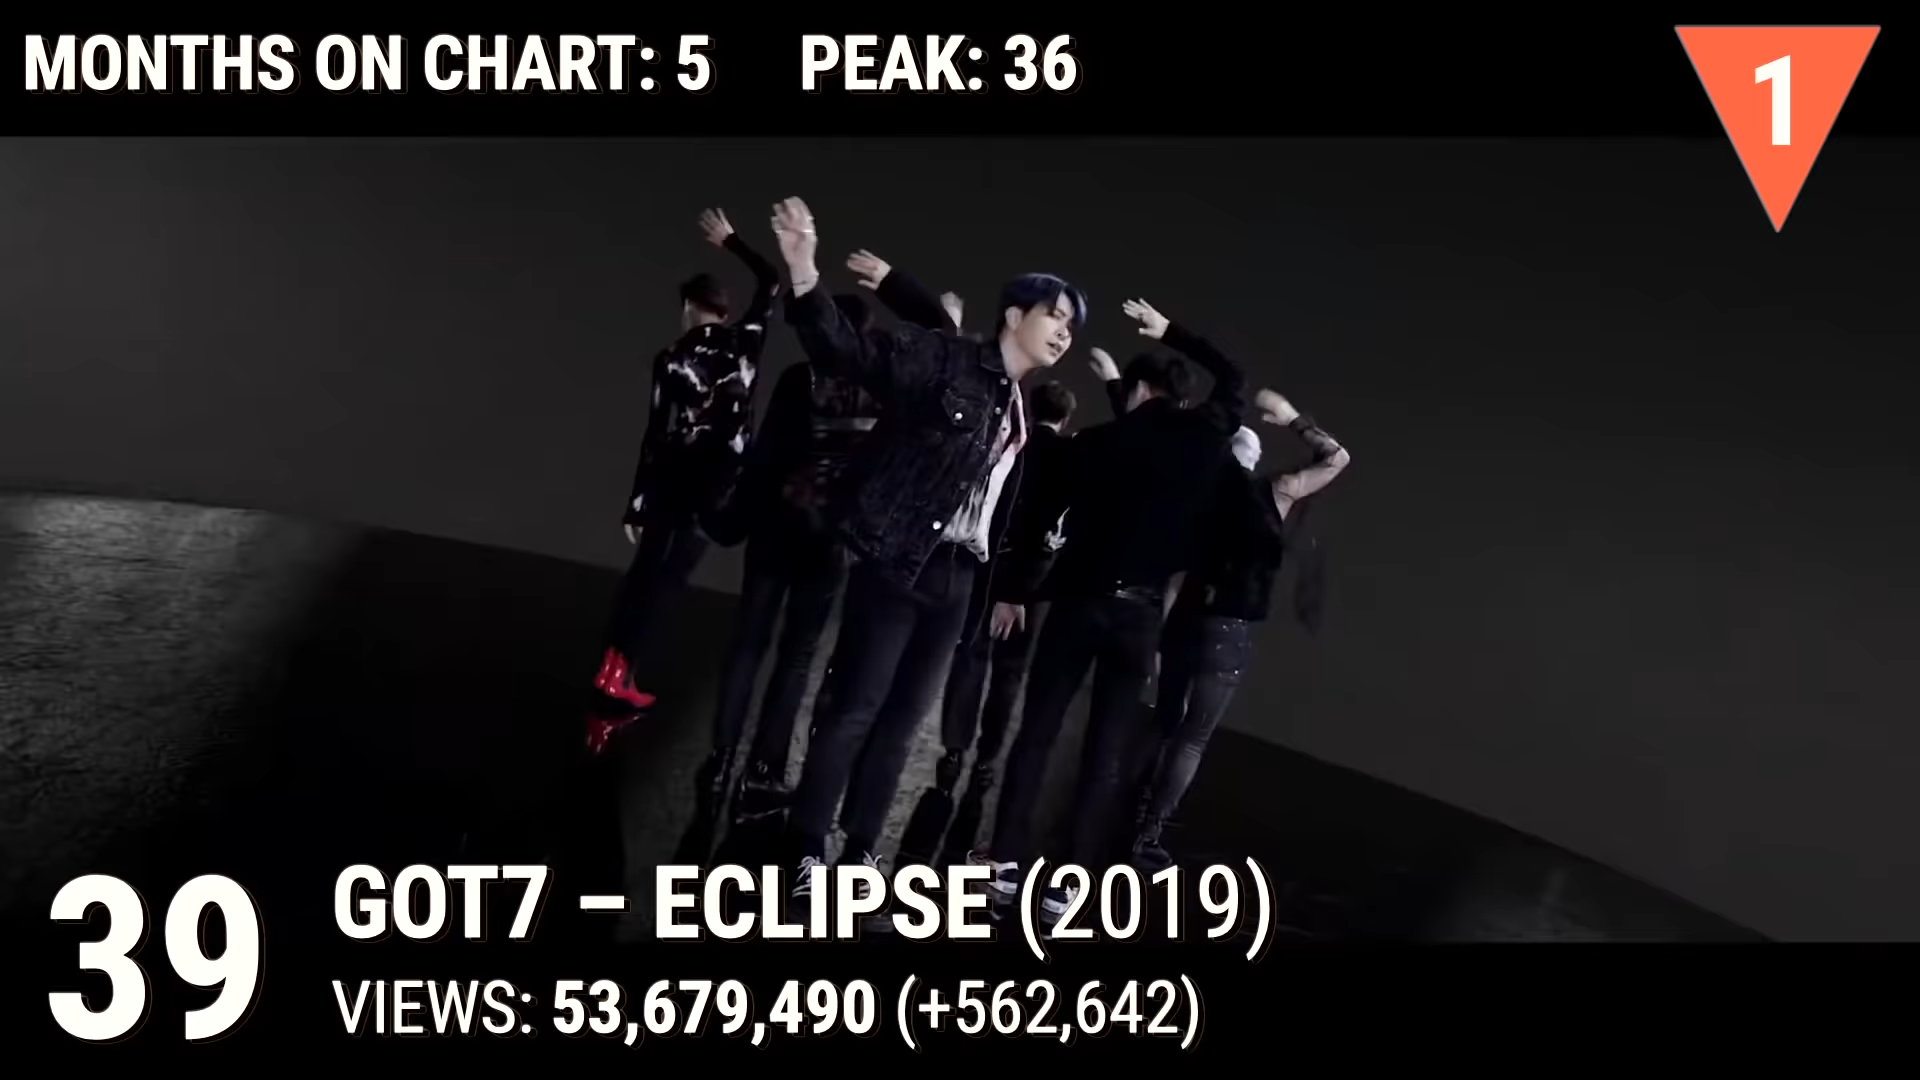 MONTHS ON CHART: 5 PEAK: 36
1
39
GOT7 – ECLIPSE (2019)
VIEWS: 53,679,490 (+562,642)